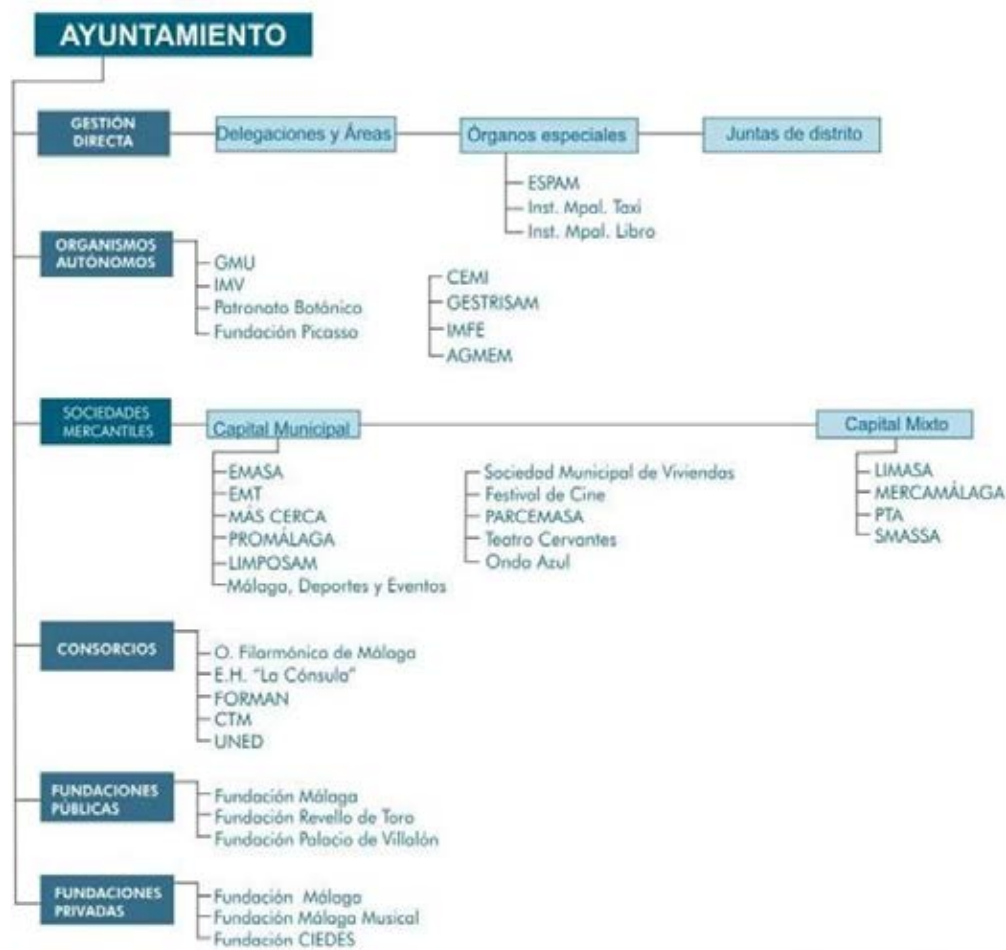 AYUNTAMIENTO
GESTIÓN
DIRECTA
Delegaciones y Áreas
Órganos especiales
Juntas de distrito
ESPAM
Inst. Mpal. Taxi
Inst. Mpal. Libro
ORGANISMOS
AUTÓNOMOS
GMU
IMV
Patronato Botánico
Fundación Picasso
CEMI
GESTRISAM
IMFE
AGMEM
SOCIEDADES
MERCANTILES
Capital Municipal
Capital Mixto
EMASA
EMT
MÁS CERCA
PROMÁLAGA
LIMPOSAM
Málaga, Deportes y Eventos
Sociedad Municipal de Viviendas
Festival de Cine
PARCEMASA
Teatro Cervantes
Onda Azul
LIMASA
MERCAMÁLAGA
PTA
SMASSA
CONSORCIOS
O. Filarmónica de Málaga
E.H. "La Cónsula"
FORMAN
CTM
UNED
FUNDACIONES
PÚBLICAS
Fundación Málaga
Fundación Revello de Toro
Fundación Palacio de Villalón
FUNDACIONES
PRIVADAS
Fundación Málaga
Fundación Málaga Musical
Fundación CIEDES